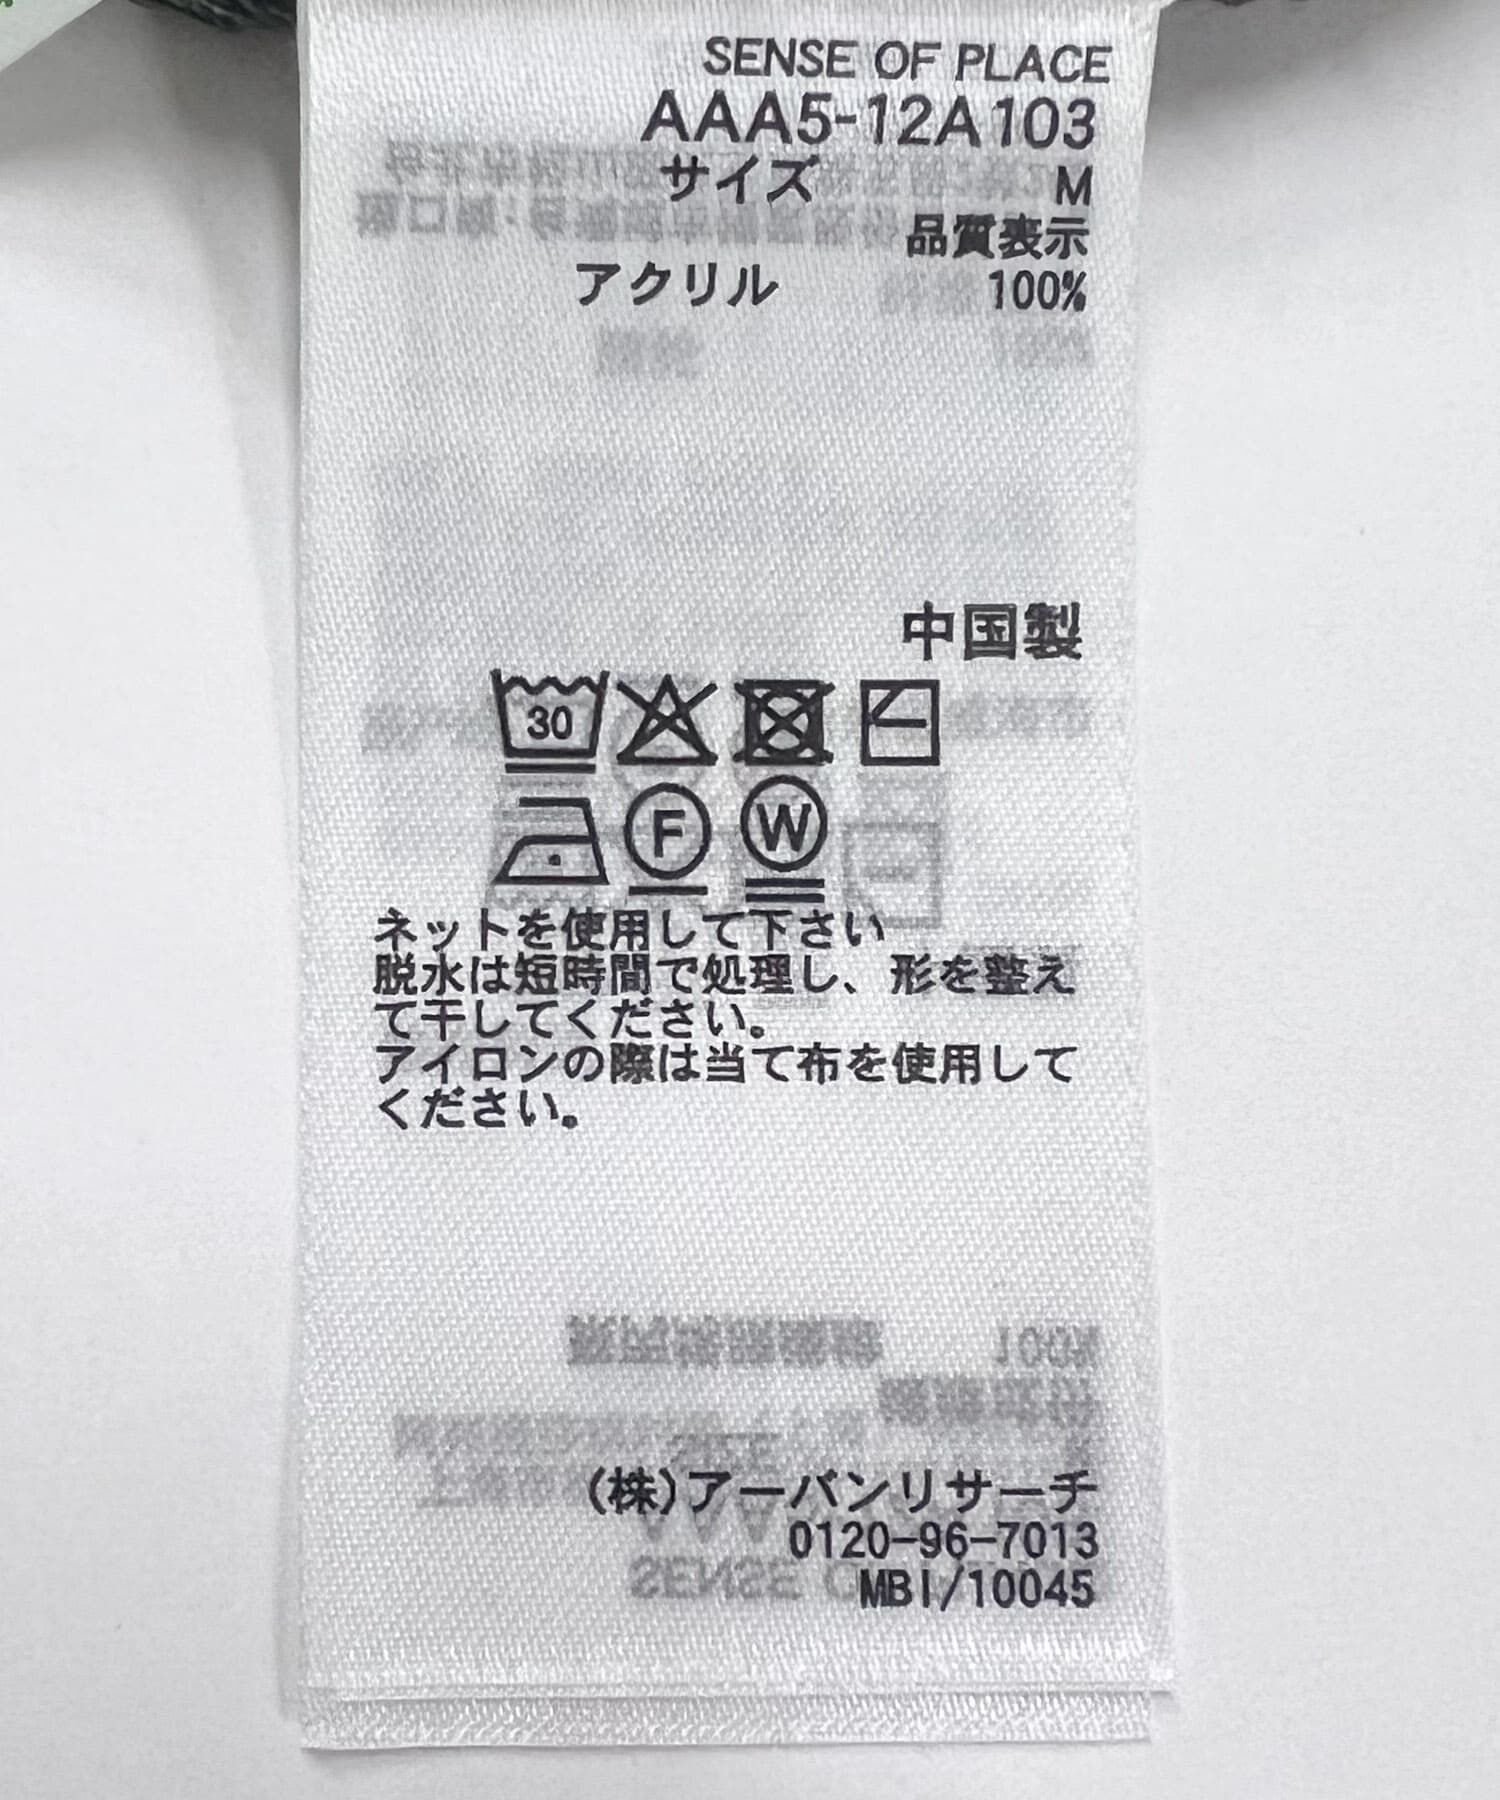 SENSE OF PLACE
AAA5-12A103
サイズ M
品質表示
アクリル 100%
中国製
30
F W
ネットを使用して下さい
脱水は短時間で処理し、形を整え
て干してください。
アイロンの際は当て布を使用して
ください。
(株)アーバンリサーチ
0120-96-7013
MBI/10045